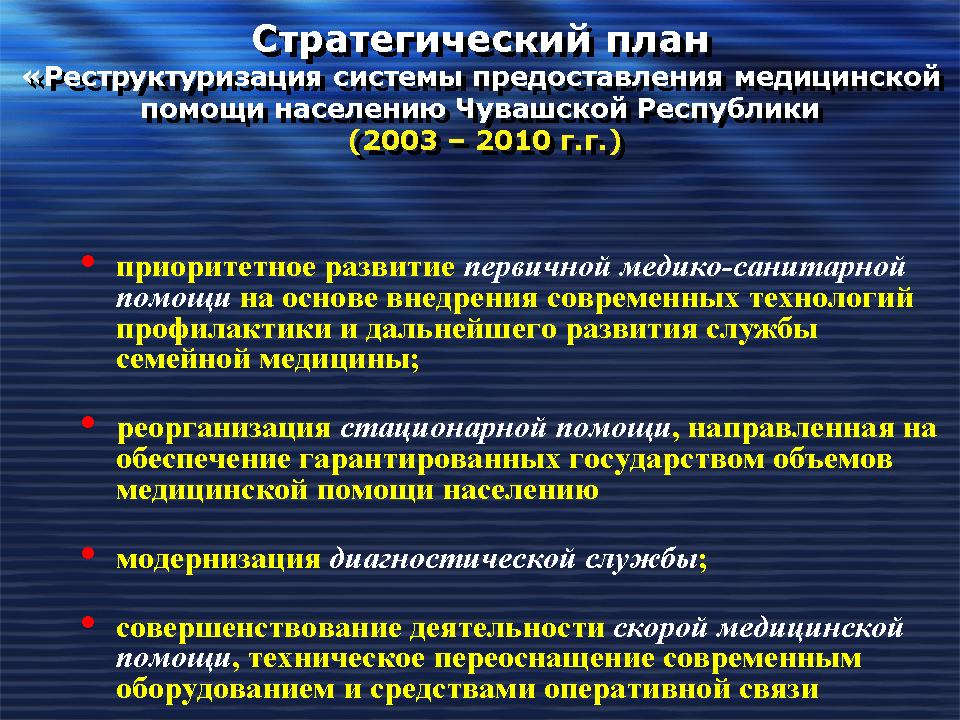 Стратегический план
«Реструктуризация системы предоставления медицинской
помощи населению Чувашской Республики
(2003 – 2010 г.г.)
• приоритетное развитие первичной медико-санитарной
помощи на основе внедрения современных технологий
профилактики и дальнейшего развития службы
семейной медицины;
• реорганизация стационарной помощи, направленная на
обеспечение гарантированных государством объемов
медицинской помощи населению
• модернизация диагностической службы;
• совершенствование деятельности скорой медицинской
помощи, техническое переоснащение современным
оборудованием и средствами оперативной связи